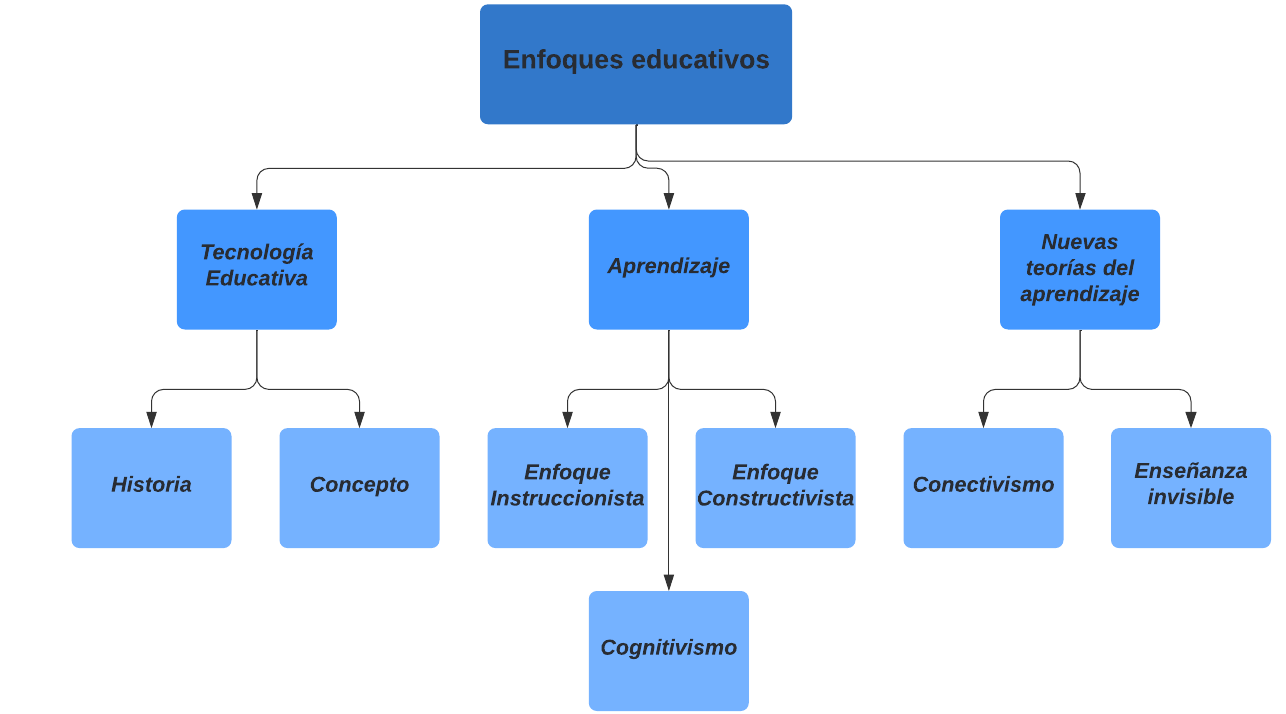 Enfoques educativos
Tecnología
Educativa
Aprendizaje
Nuevas
teorías del
aprendizaje
Historia
Concepto
Enfoque
Instruccionista
Enfoque
Constructivista
Conectivismo
Enseñanza
invisible
Cognitivismo